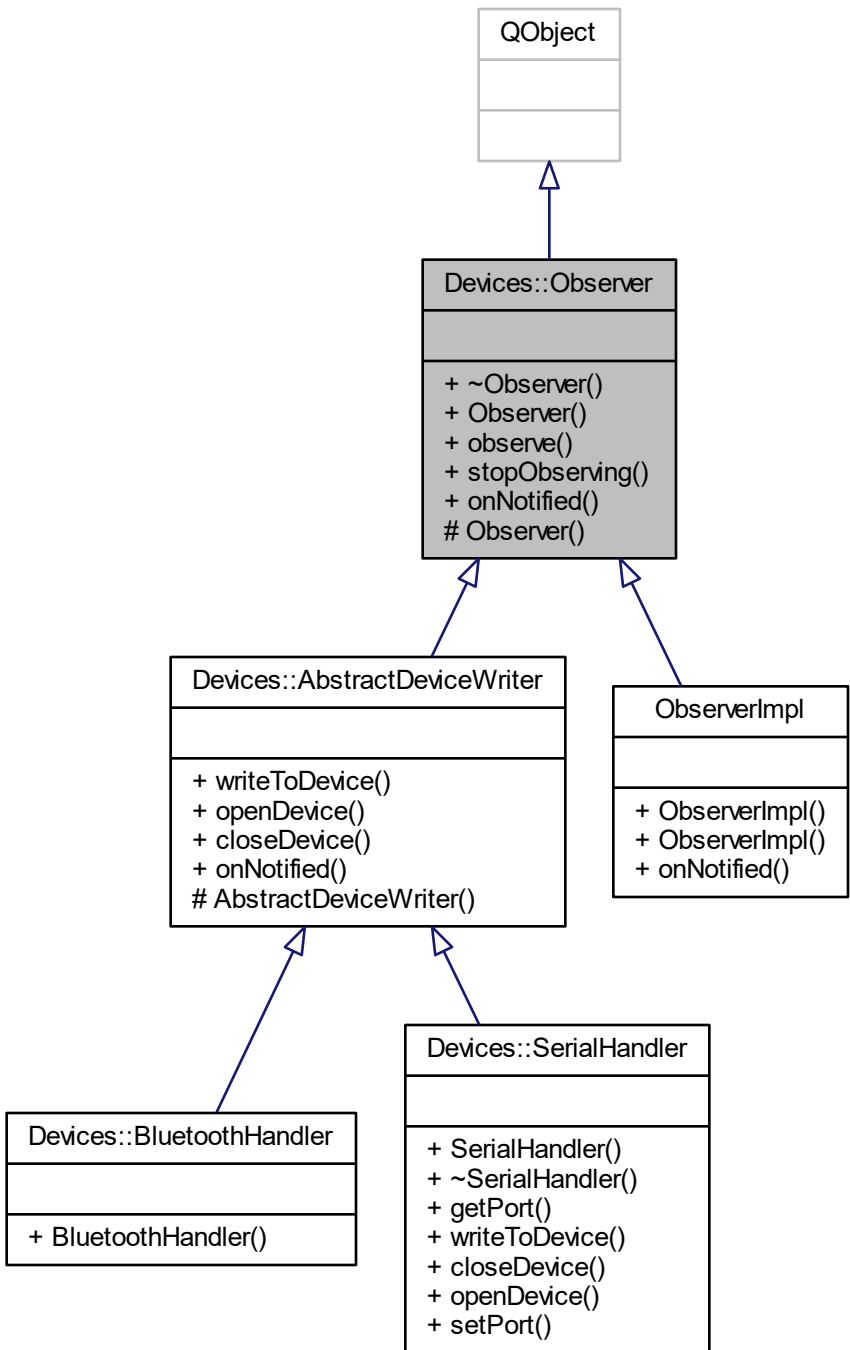 QObject
Devices::Observer
+ ~Observer()
+ Observer()
+ observe()
+ stopObserving()
+ onNotified()
# Observer()
Devices::AbstractDeviceWriter
+ writeToDevice()
+ openDevice()
+ closeDevice()
+ onNotified()
# AbstractDeviceWriter()
ObserverImpl
+ ObserverImpl()
+ ObserverImpl()
+ onNotified()
Devices::BluetoothHandler
+ BluetoothHandler()
Devices::SerialHandler
+ SerialHandler()
+ ~SerialHandler()
+ getPort()
+ writeToDevice()
+ closeDevice()
+ openDevice()
+ setPort()